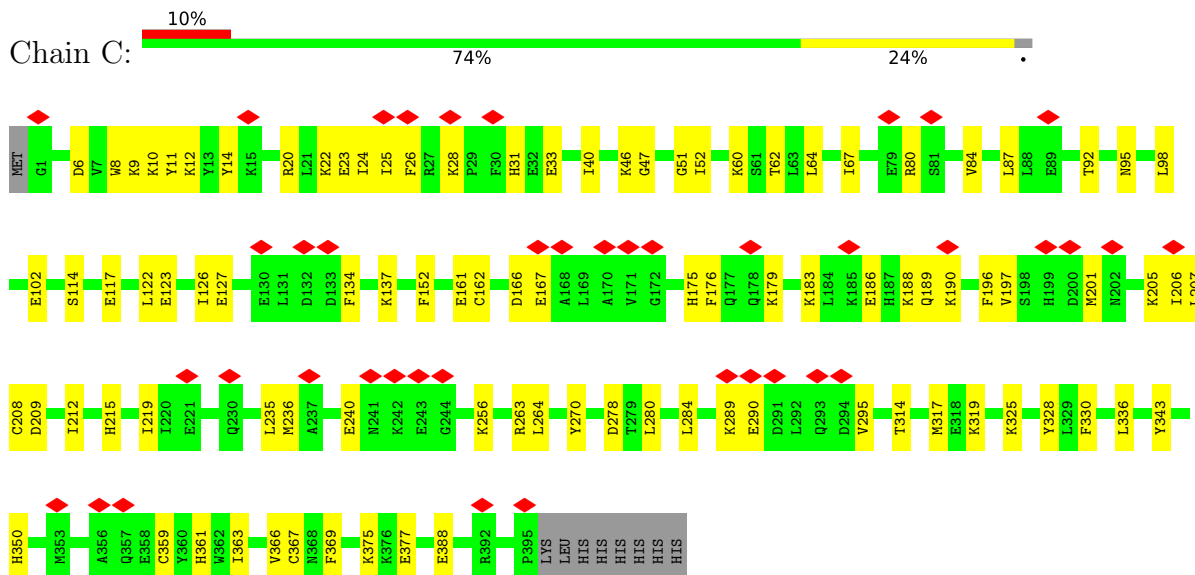 10%
Chain C:
74% 24% •
MET G1 D6 V7 W8 K9 K10 Y11 K12 Y13 Y14 K15 R20 L21 K22 E23 I24 I25 F26 R27 K28 P29 F30 H31 E32 E33 I40 K46 G47 G51 I52 K60 S61 T62 L63 L64 I67 E79 R80 S81 V84 L87 L88 E89 T92 N95 L98
E102 S114 E117 L122 E123 I126 E127 E130 L131 D132 D133 F134 K137 F152 E161 C162 D166 E167 A168 L169 A170 V171 G172 H175 F176 Q177 Q178 K179 K183 L184 K185 E186 H187 K188 Q189 K190 F196 V197 S198 H199 D200 M201 N202 K205 I206 L207
C208 D209 I212 H215 I219 I220 E221 Q230 L235 M236 A237 E240 N241 K242 E243 G244 K256 R263 L264 Y270 D278 T279 L280 L284 K289 E290 D291 L292 Q293 D294 V295 T314 M317 E318 K319 K325 Y328 L329 F330 L336 Y343
H350 M353 A356 Q357 E358 C359 Y360 H361 W362 I363 V366 C367 N368 F369 K375 K376 E377 E388 R392 P395 LYS LEU HIS HIS HIS HIS HIS HIS